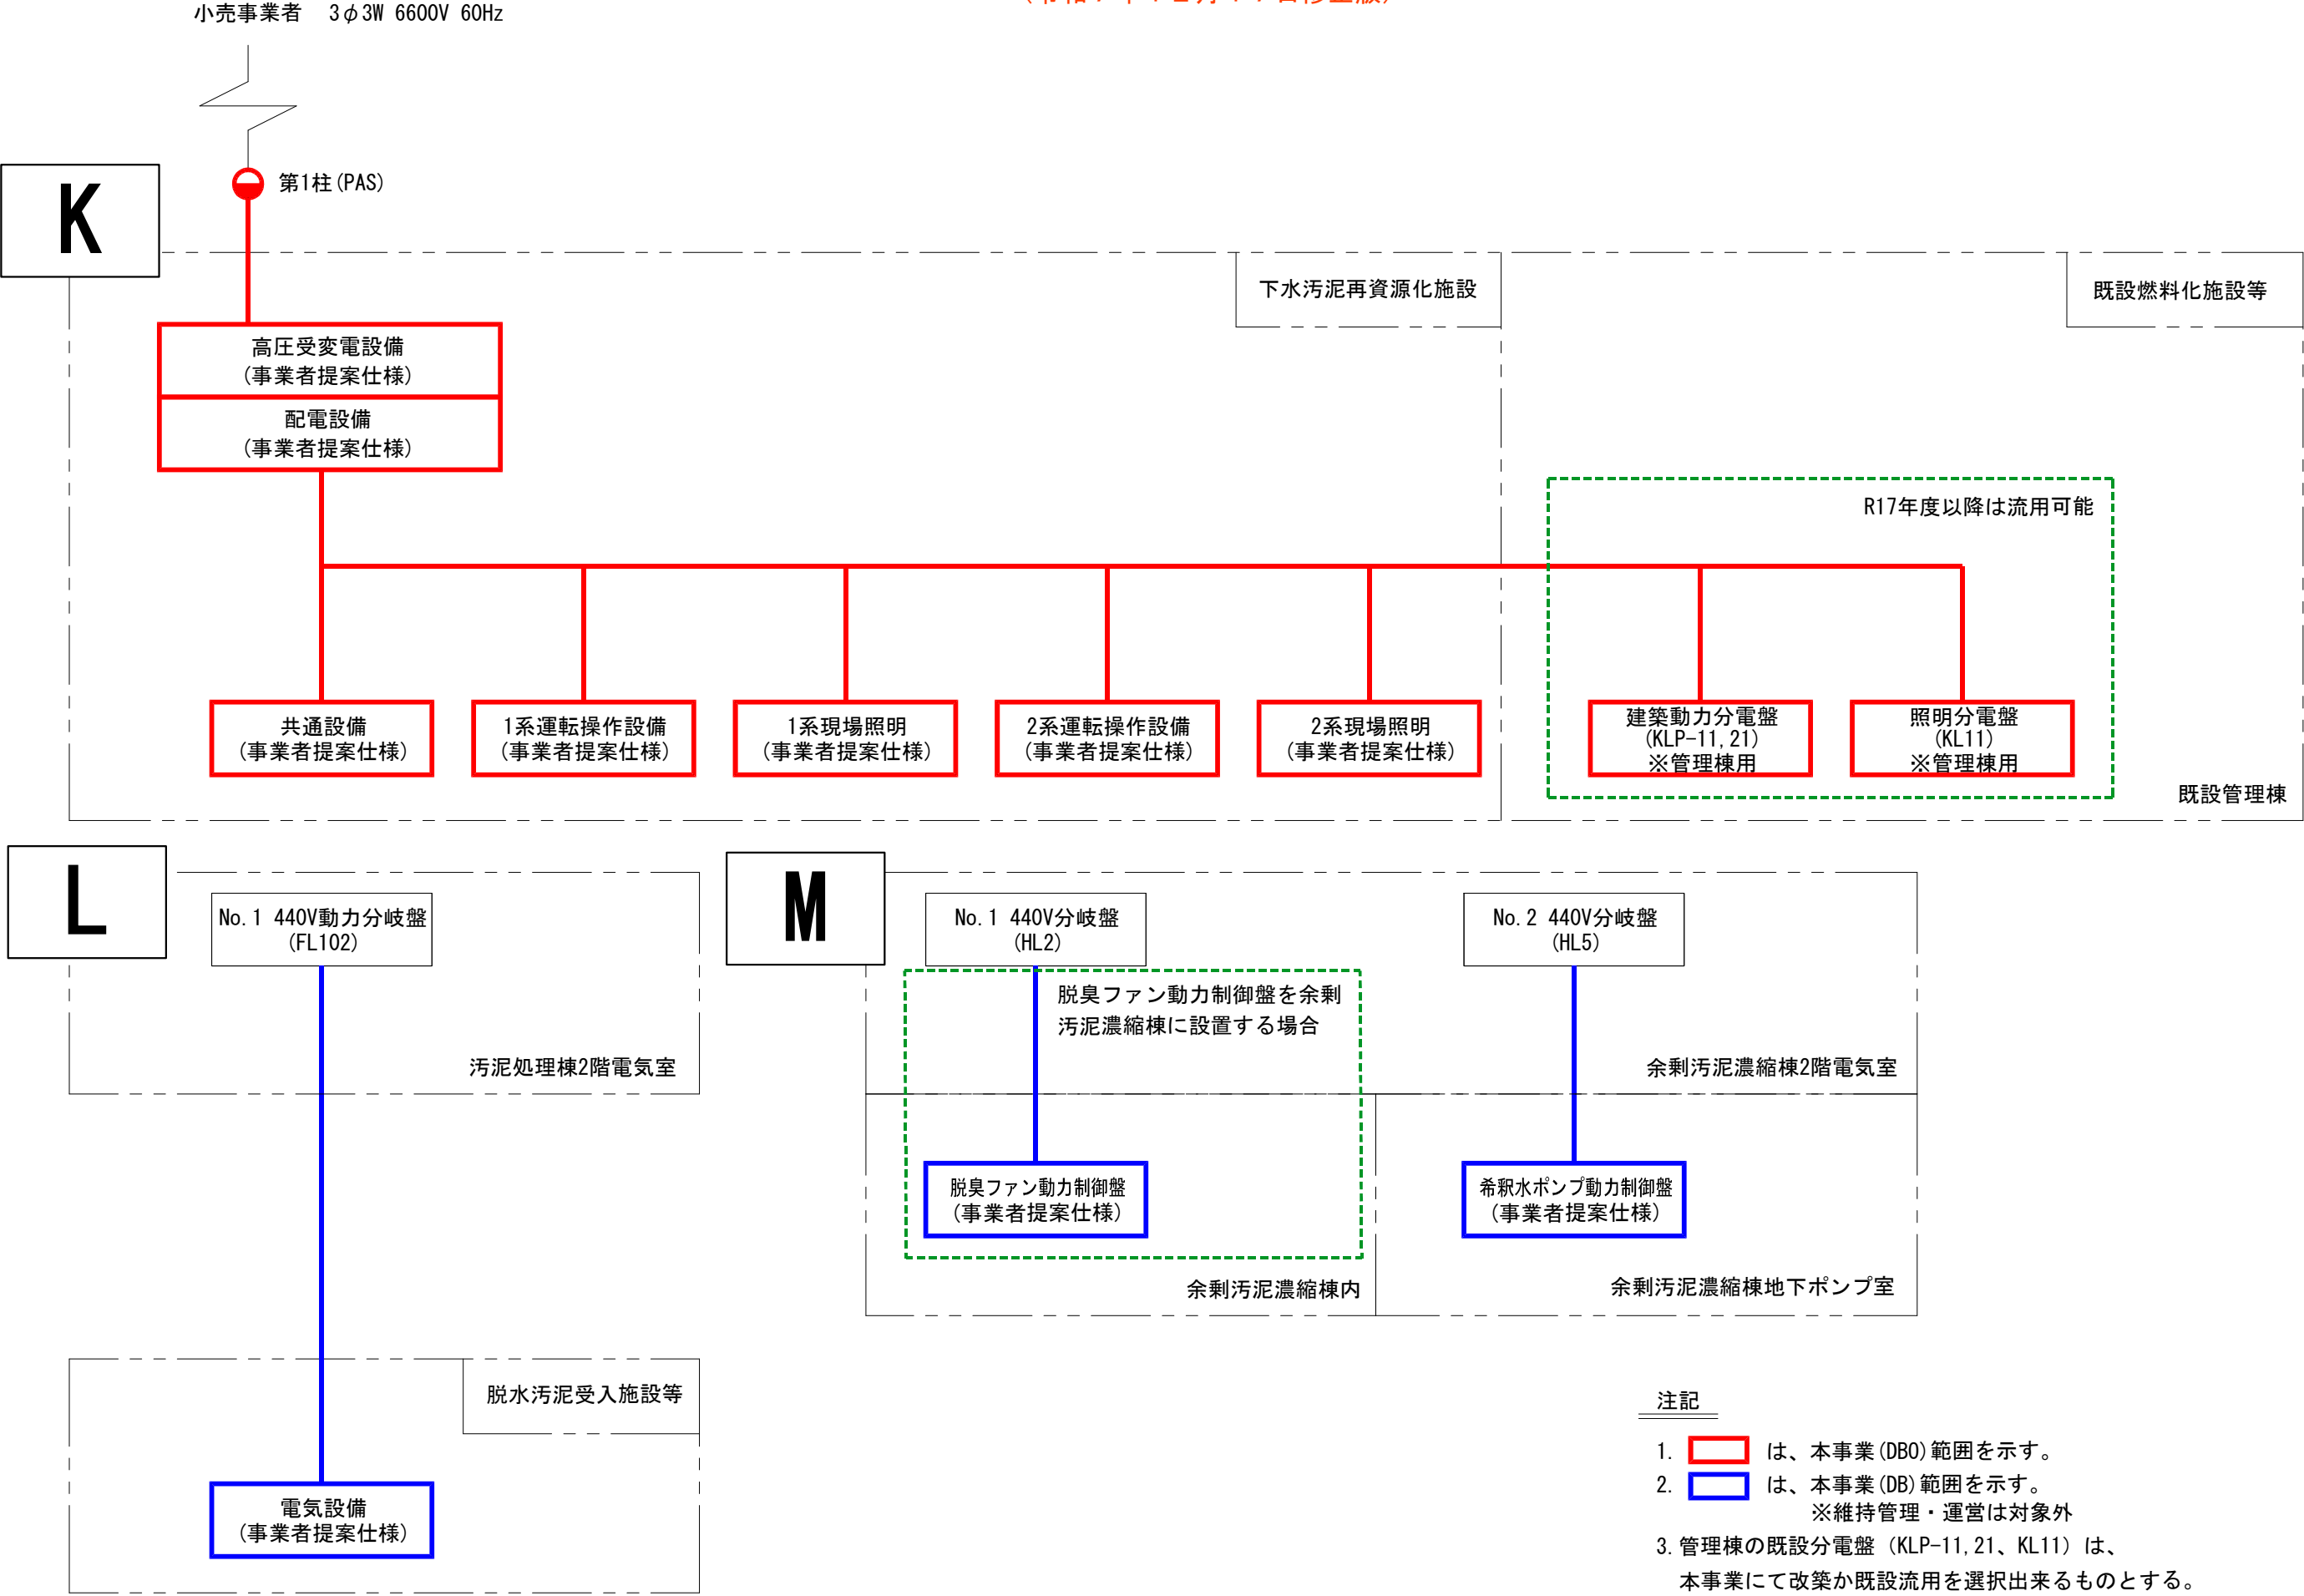 小売事業者　3φ3W 6600V 60Hz
K
第1柱(PAS)
下水汚泥再資源化施設
既設燃料化施設等
高圧受変電設備
(事業者提案仕様)
配電設備
(事業者提案仕様)
R17年度以降は流用可能
共通設備
(事業者提案仕様)
1系運転操作設備
(事業者提案仕様)
1系現場照明
(事業者提案仕様)
2系運転操作設備
(事業者提案仕様)
2系現場照明
(事業者提案仕様)
建築動力分電盤
(KLP-11,21)
※管理棟用
照明分電盤
(KL11)
※管理棟用
既設管理棟
L
No.1 440V動力分岐盤
(FL102)
汚泥処理棟2階電気室
脱水汚泥受入施設等
電気設備
(事業者提案仕様)
M
No.1 440V分岐盤
(HL2)
No.2 440V分岐盤
(HL5)
脱臭ファン動力制御盤を余剰
汚泥濃縮棟に設置する場合
余剰汚泥濃縮棟2階電気室
脱臭ファン動力制御盤
(事業者提案仕様)
希釈水ポンプ動力制御盤
(事業者提案仕様)
余剰汚泥濃縮棟内
余剰汚泥濃縮棟地下ポンプ室
注記
1. は、本事業(DBO)範囲を示す。
2. は、本事業(DB)範囲を示す。
※維持管理・運営は対象外
3. 管理棟の既設分電盤（KLP-11,21、KL11）は、
本事業にて改築か既設流用を選択出来るものとする。